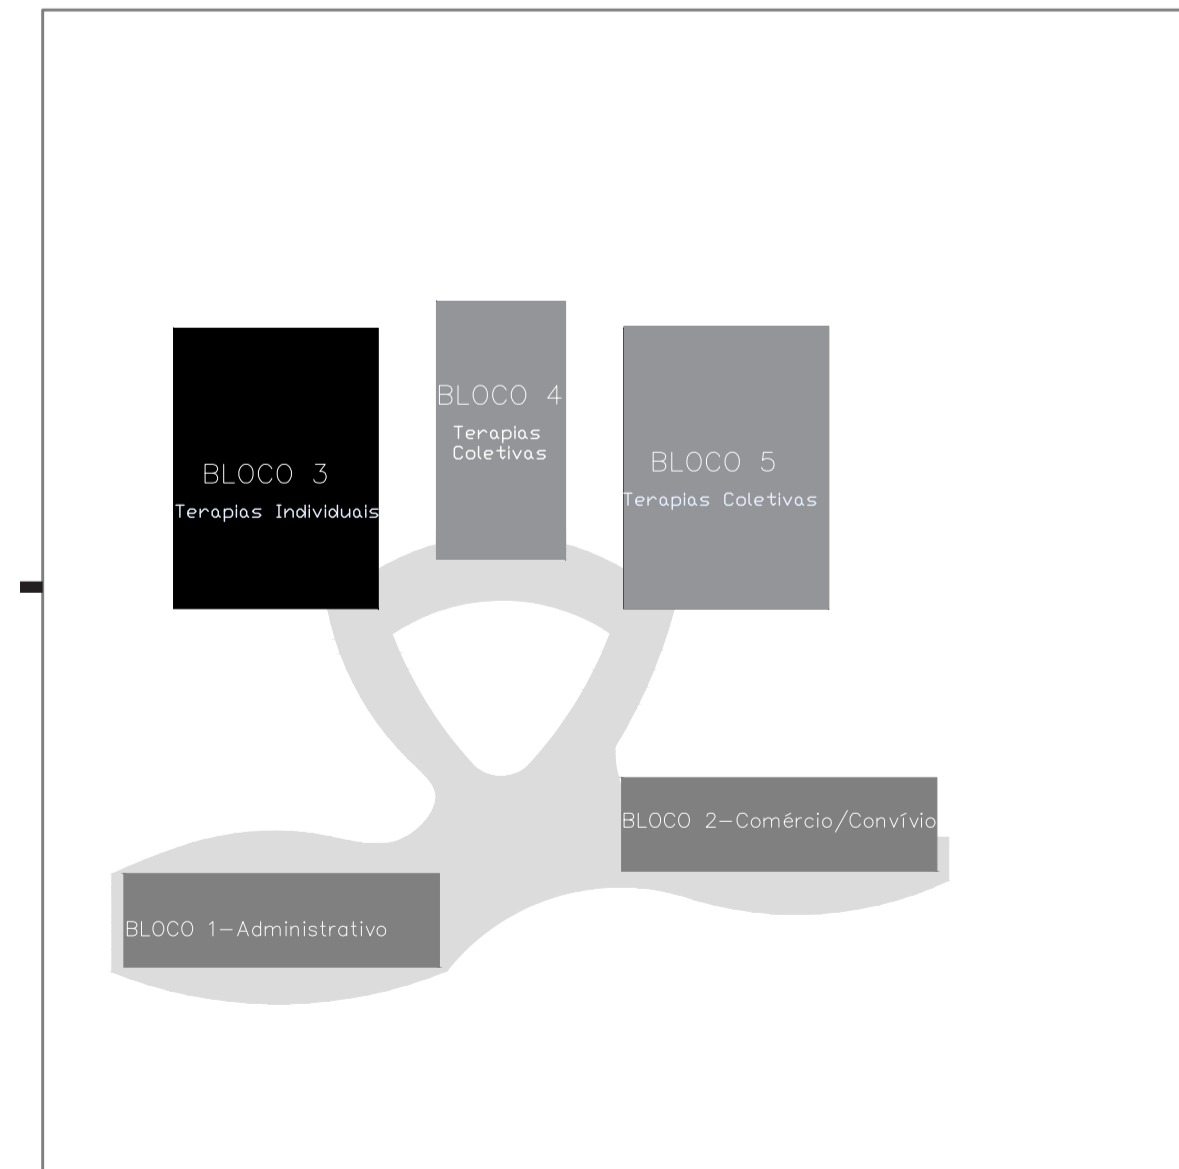 BLOCO 4
Terapias
Coletivas
BLOCO 3
Terapias Individuais
BLOCO 5
Terapias Coletivas
BLOCO 2-Comércio/Convívio
BLOCO 1-Administrativo